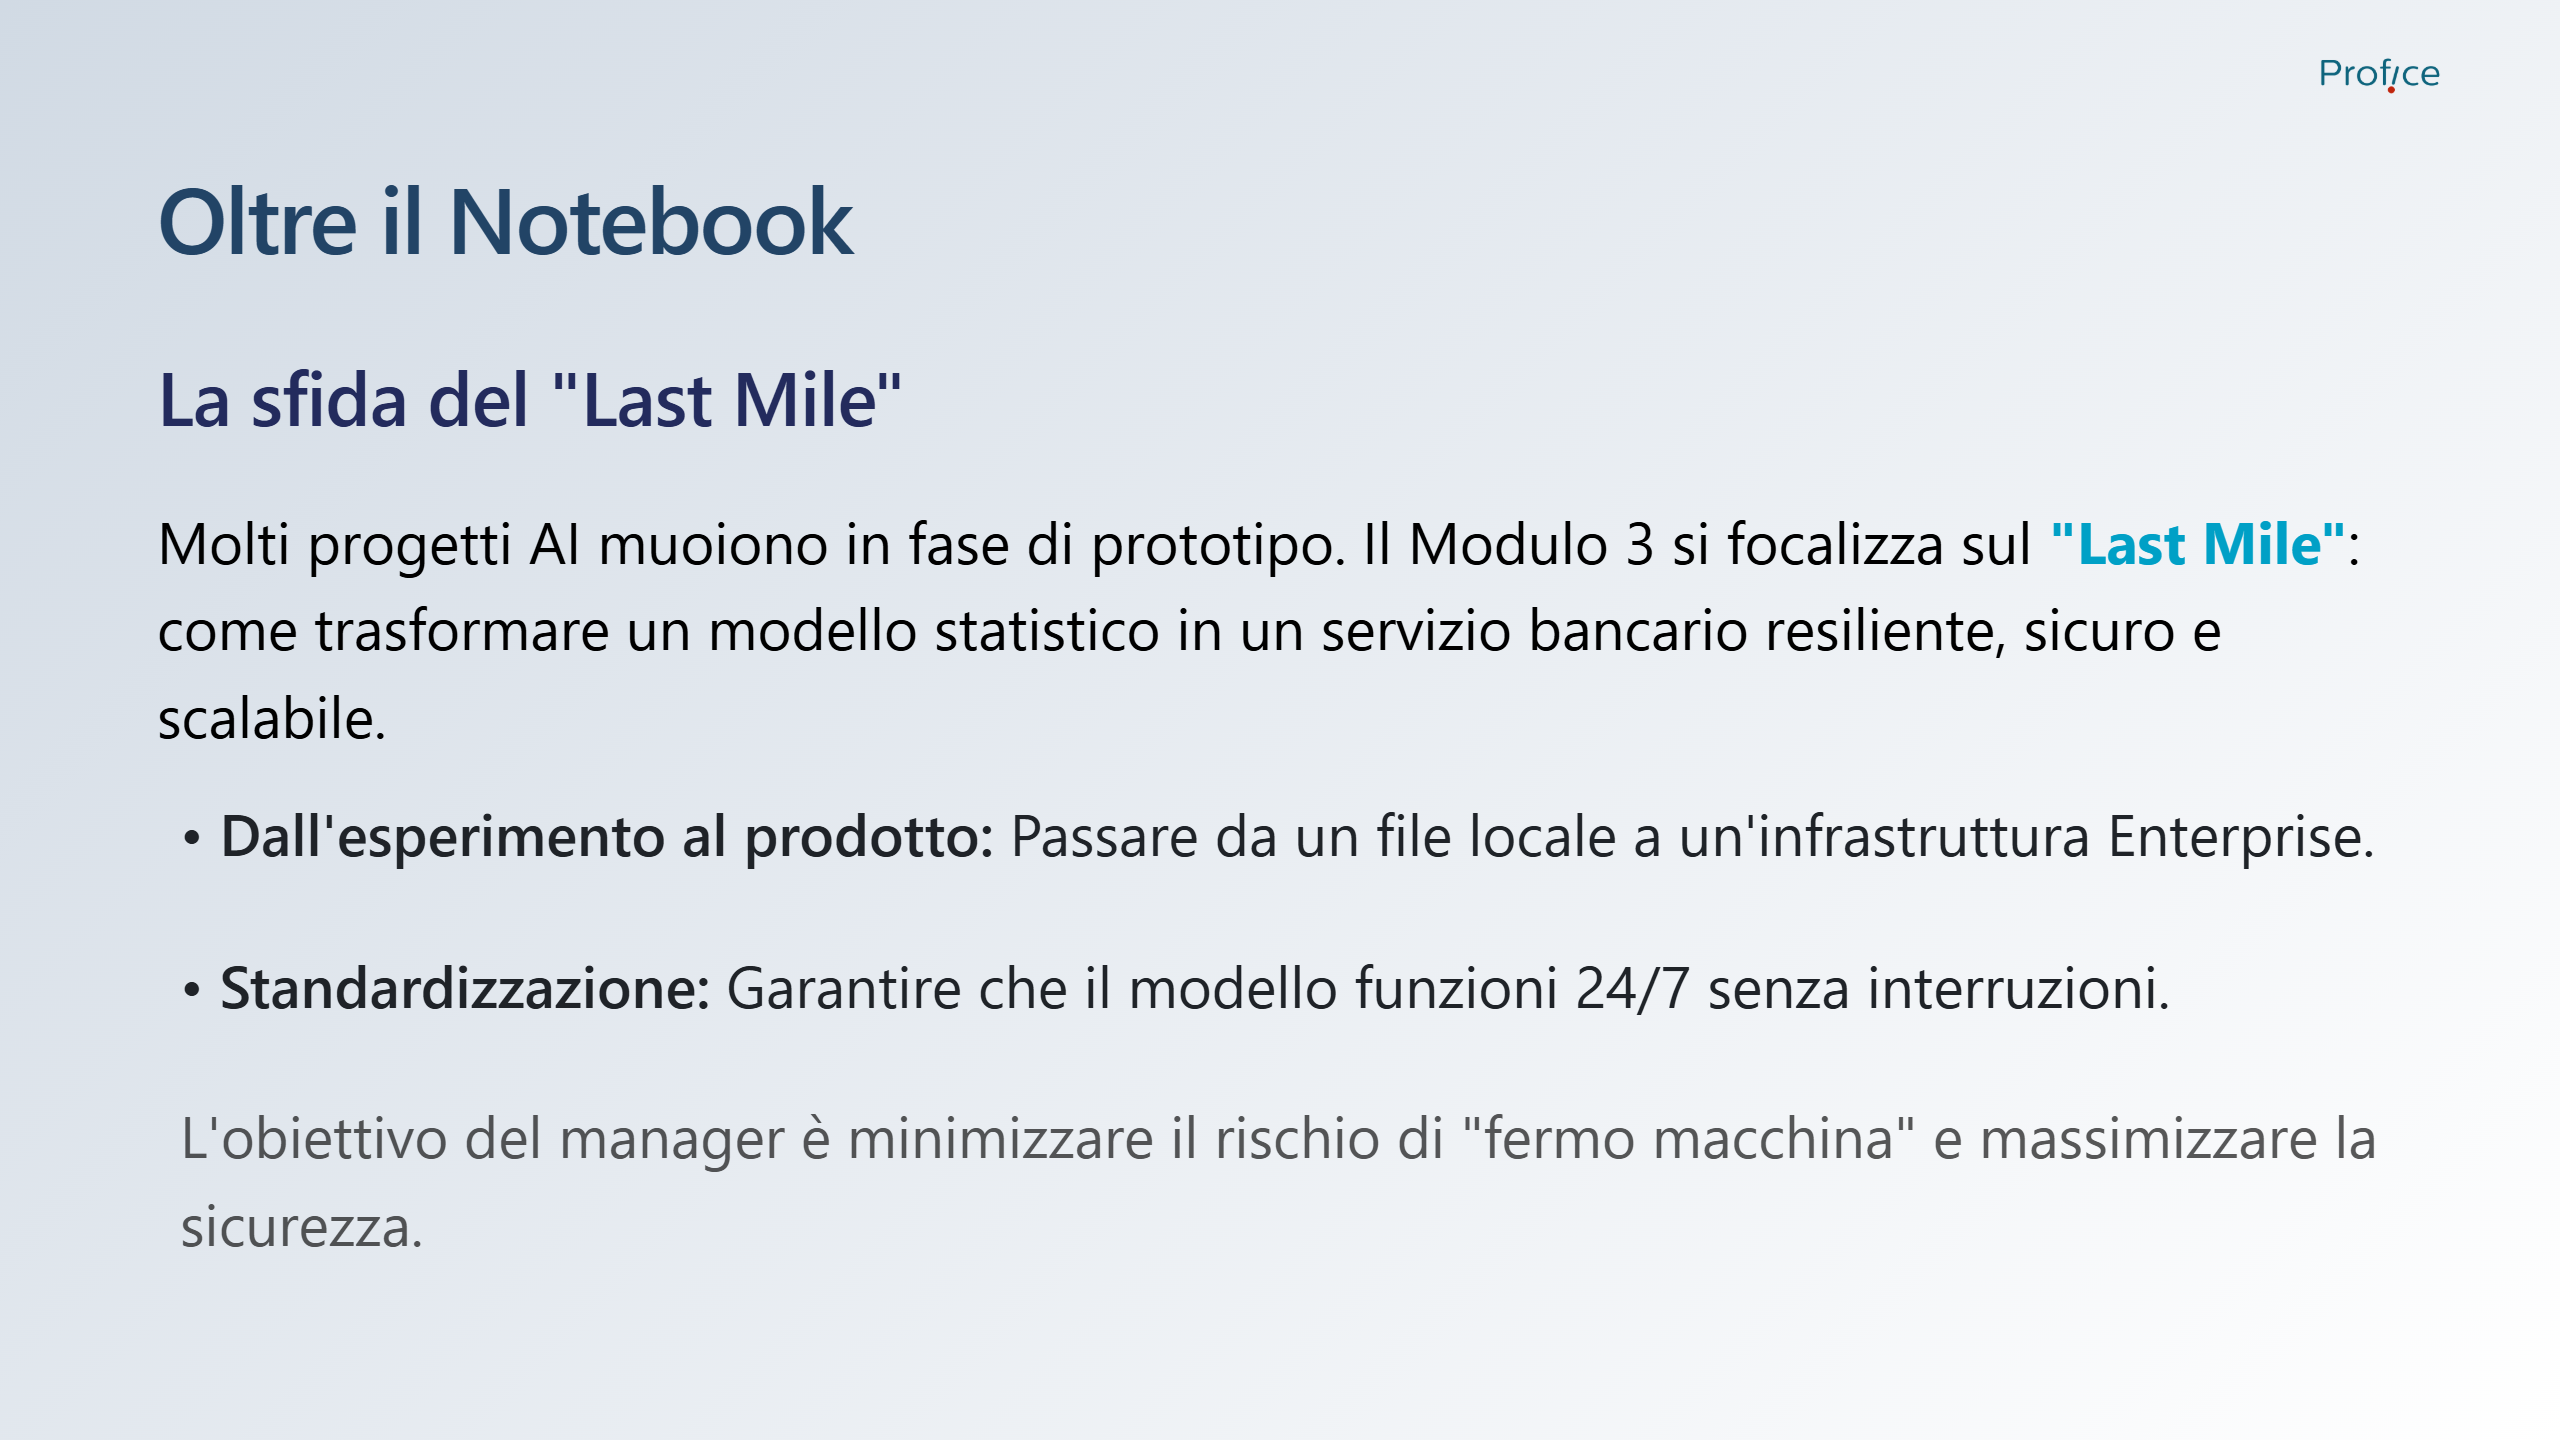 Profice
Oltre il Notebook
La sfida del "Last Mile"
Molti progetti AI muoiono in fase di prototipo. Il Modulo 3 si focalizza sul "Last Mile":
come trasformare un modello statistico in un servizio bancario resiliente, sicuro e
scalabile.
• Dall'esperimento al prodotto: Passare da un file locale a un'infrastruttura Enterprise.
• Standardizzazione: Garantire che il modello funzioni 24/7 senza interruzioni.
L'obiettivo del manager è minimizzare il rischio di "fermo macchina" e massimizzare la
sicurezza.